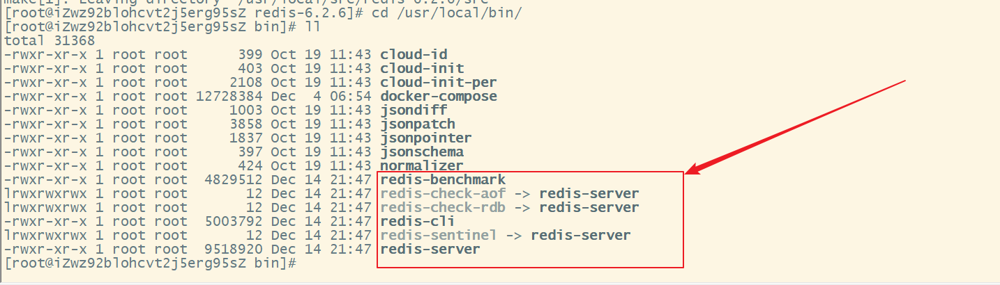 make[1]: Leaving directory `/usr/local/src/redis-6.2.6/src'
[root@iZwz92blohcvt2j5erg95sZ redis-6.2.6]# cd /usr/local/bin/
[root@iZwz92blohcvt2j5erg95sZ bin]# ll
total 31368
-rwxr-xr-x 1 root root      399 Oct 19 11:43 cloud-id
-rwxr-xr-x 1 root root      403 Oct 19 11:43 cloud-init
-rwxr-xr-x 1 root root     2108 Oct 19 11:43 cloud-init-per
-rwxr-xr-x 1 root root 12728384 Dec  4 06:54 docker-compose
-rwxr-xr-x 1 root root     1003 Oct 19 11:43 jsondiff
-rwxr-xr-x 1 root root     3858 Oct 19 11:43 jsonpatch
-rwxr-xr-x 1 root root     1837 Oct 19 11:43 jsonpointer
-rwxr-xr-x 1 root root      397 Oct 19 11:43 jsonschema
-rwxr-xr-x 1 root root      424 Oct 19 11:43 normalizer
-rwxr-xr-x 1 root root  4829512 Dec 14 21:47 redis-benchmark
lrwxrwxrwx 1 root root       12 Dec 14 21:47 redis-check-aof -> redis-server
lrwxrwxrwx 1 root root       12 Dec 14 21:47 redis-check-rdb -> redis-server
-rwxr-xr-x 1 root root  5003792 Dec 14 21:47 redis-cli
lrwxrwxrwx 1 root root       12 Dec 14 21:47 redis-sentinel -> redis-server
-rwxr-xr-x 1 root root  9518920 Dec 14 21:47 redis-server
[root@iZwz92blohcvt2j5erg95sZ bin]#